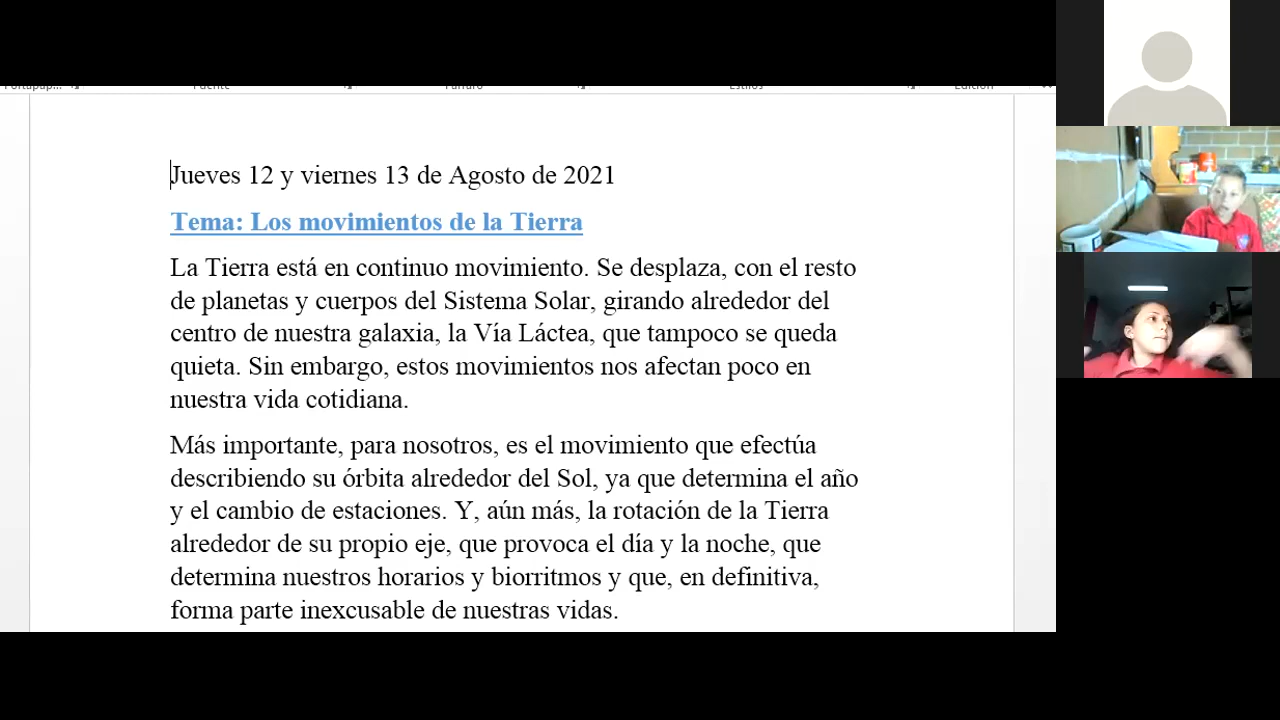 Jueves 12 y viernes 13 de Agosto de 2021
Tema: Los movimientos de la Tierra
La Tierra está en continuo movimiento. Se desplaza, con el resto
de planetas y cuerpos del Sistema Solar, girando alrededor del
centro de nuestra galaxia, la Vía Láctea, que tampoco se queda
quieta. Sin embargo, estos movimientos nos afectan poco en
nuestra vida cotidiana.
Más importante, para nosotros, es el movimiento que efectúa
describiendo su órbita alrededor del Sol, ya que determina el año
y el cambio de estaciones. Y, aún más, la rotación de la Tierra
alrededor de su propio eje, que provoca el día y la noche, que
determina nuestros horarios y biorritmos y que, en definitiva,
forma parte inexcusable de nuestras vidas.